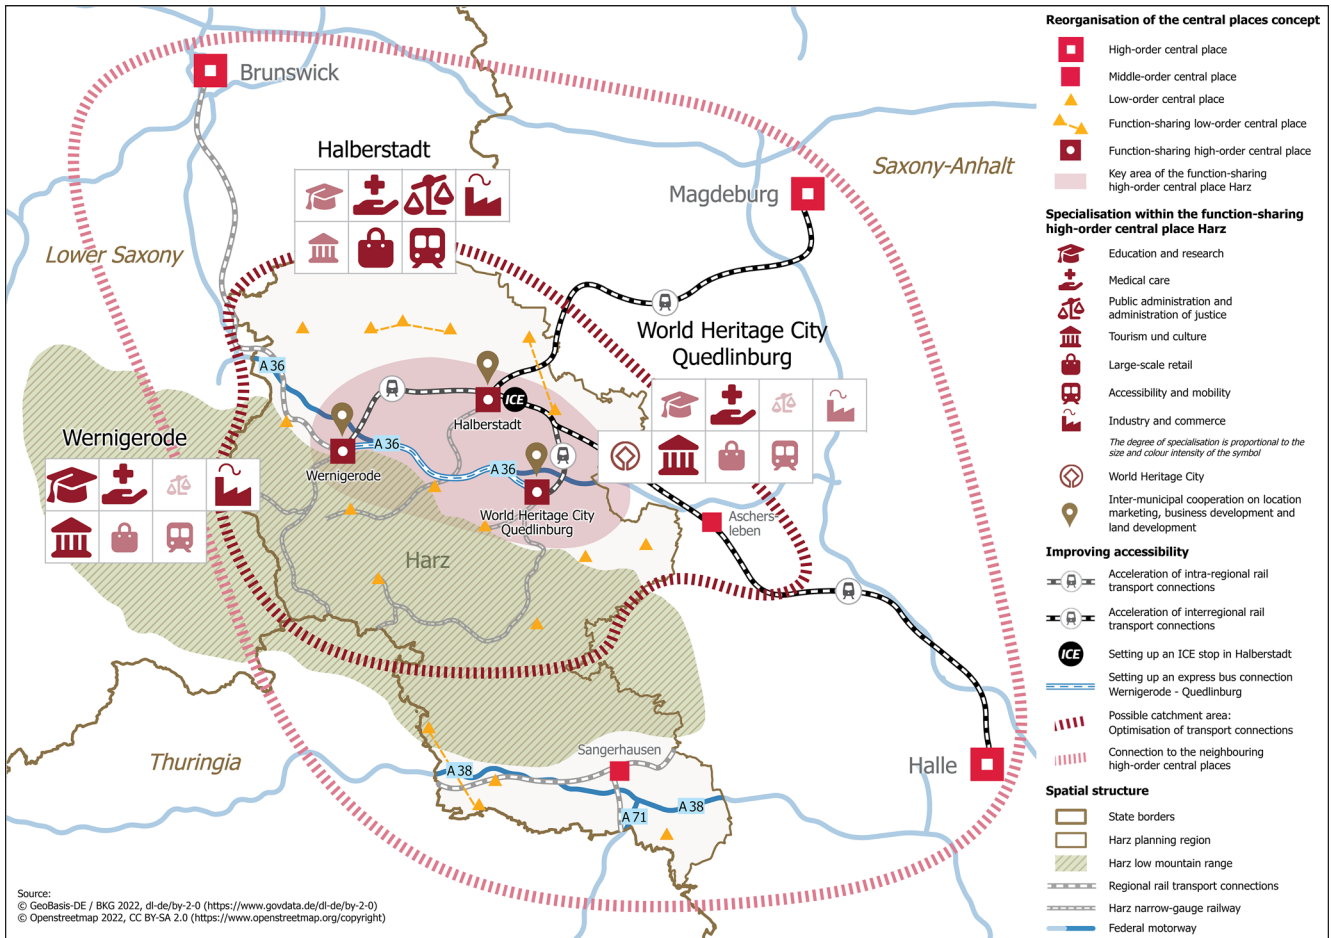 Brunswick
Halberstadt
Saxony-Anhalt
Magdeburg
Lower Saxony
World Heritage City
Quedlinburg
A 36
ICE
Halberstadt
Wernigerode
A 36
Wernigerode
A 36
World Heritage City
Quedlinburg
Aschers-
leben
Harz
Thuringia
Sangerhausen
Halle
A 38
A 38
A 71
Source:
© GeoBasis-DE / BKG 2022, dl-de/by-2-0 (https://www.govdata.de/dl-de/by-2-0)
© Openstreetmap 2022, CC BY-SA 2.0 (https://www.openstreetmap.org/copyright)
Reorganisation of the central places concept
High-order central place
Middle-order central place
Low-order central place
Function-sharing low-order central place
Function-sharing high-order central place
Key area of the function-sharing
high-order central place Harz
Specialisation within the function-sharing
high-order central place Harz
Education and research
Medical care
Public administration and
administration of justice
Tourism und culture
Large-scale retail
Accessibility and mobility
Industry and commerce
The degree of specialisation is proportional to the
size and colour intensity of the symbol
World Heritage City
Inter-municipal cooperation on location
marketing, business development and
land development
Improving accessibility
Acceleration of intra-regional rail
transport connections
Acceleration of interregional rail
transport connections
ICE
Setting up an ICE stop in Halberstadt
Setting up an express bus connection
Wernigerode - Quedlinburg
Possible catchment area:
Optimisation of transport connections
Connection to the neighbouring
high-order central places
Spatial structure
State borders
Harz planning region
Harz low mountain range
Regional rail transport connections
Harz narrow-gauge railway
Federal motorway